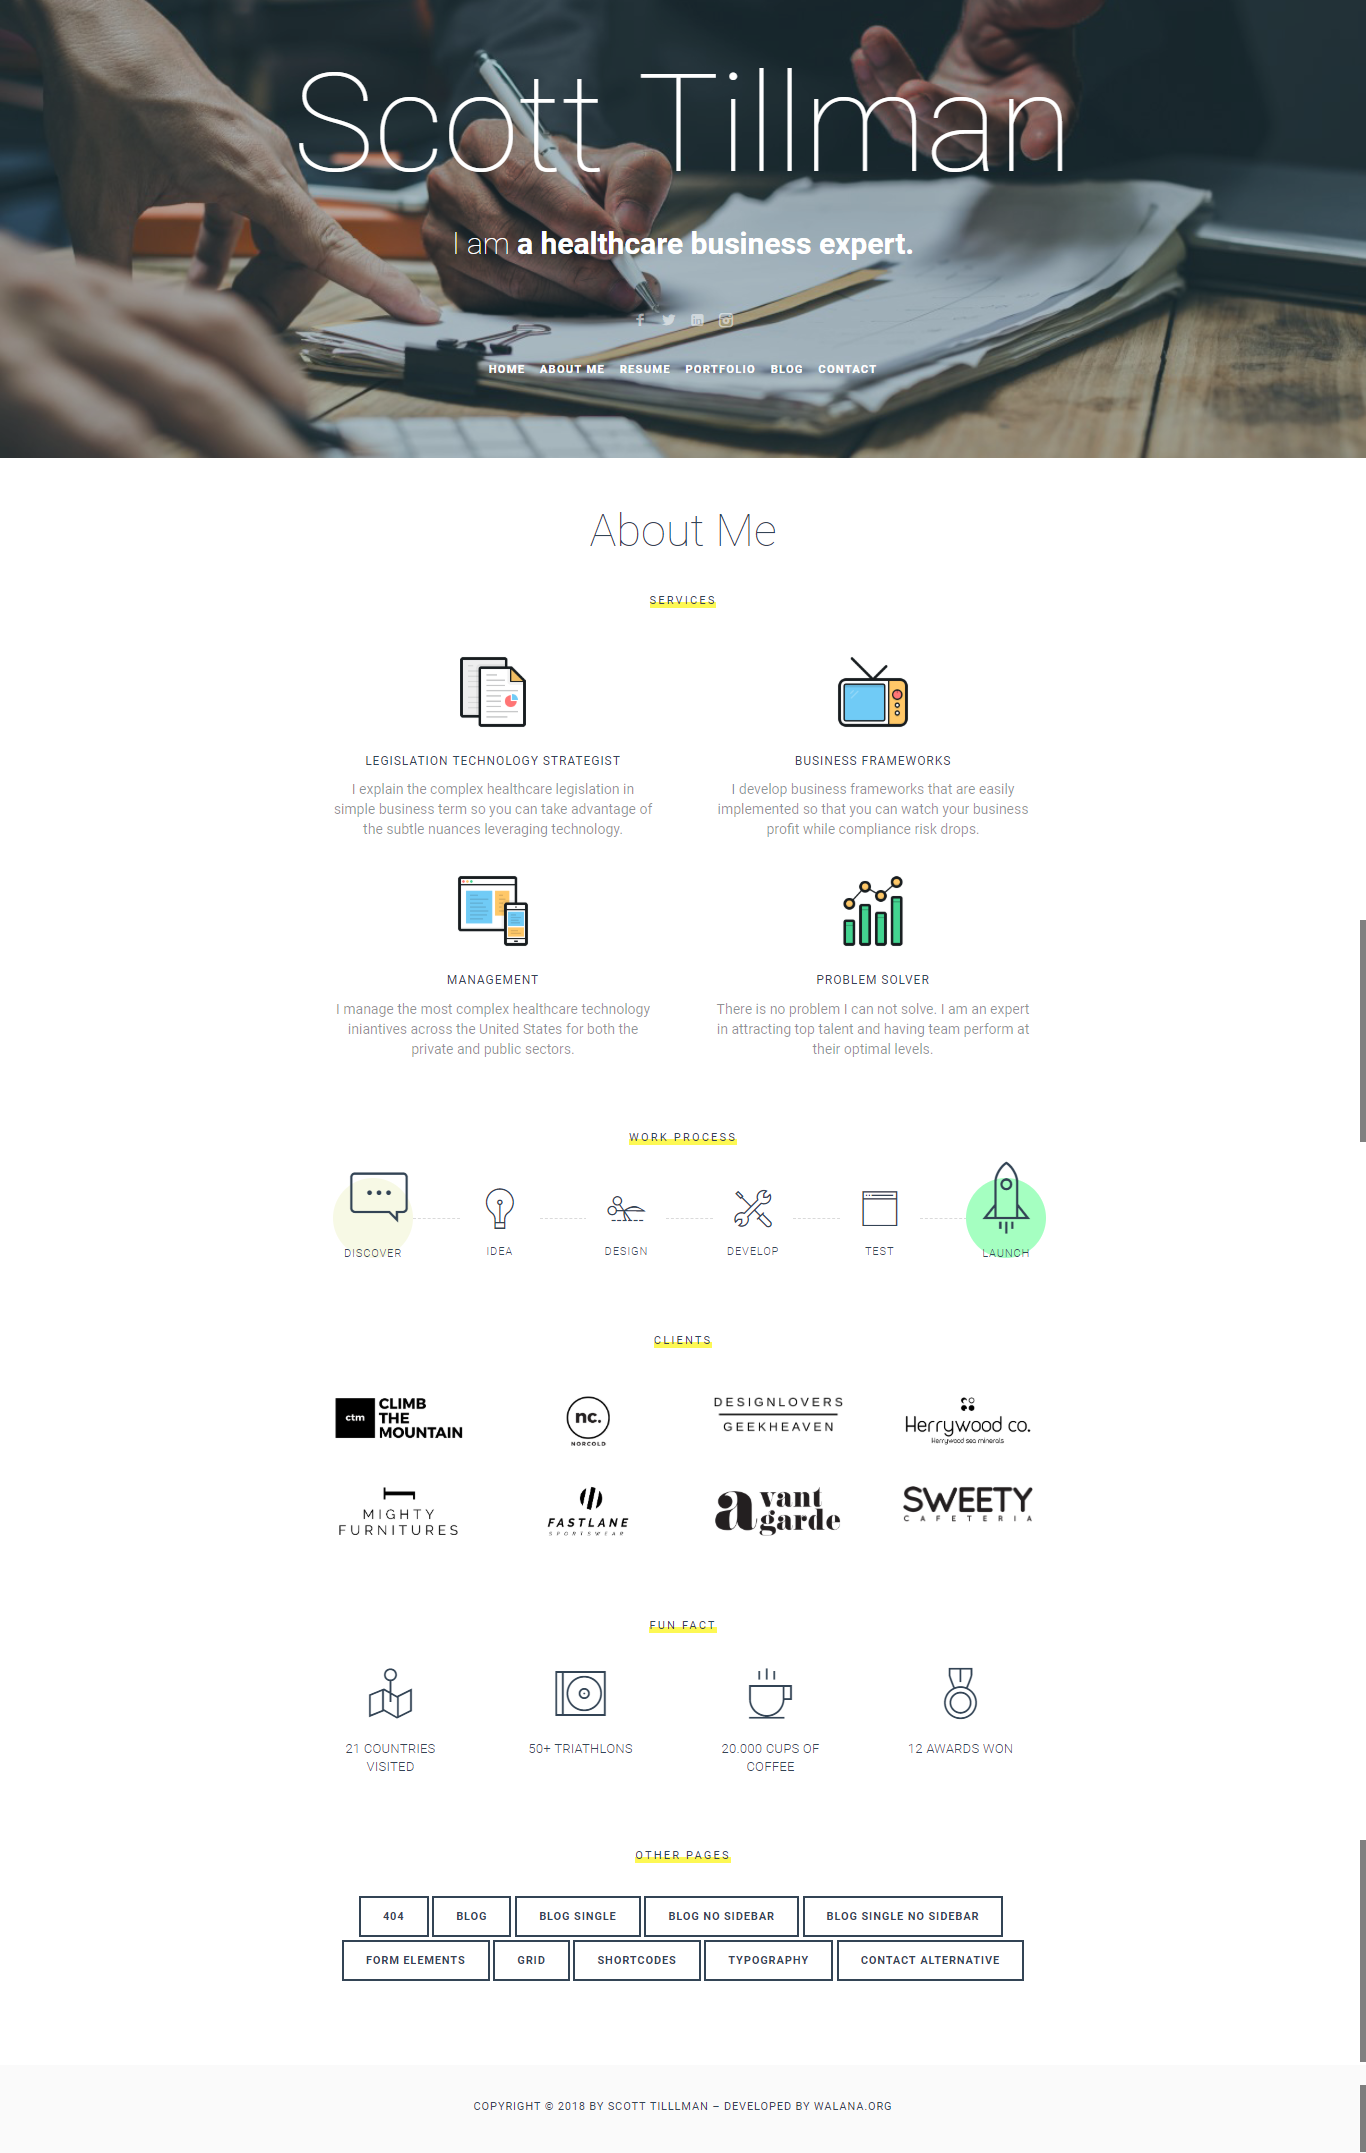 Scott Tillman
I am a healthcare business expert.
HOME ABOUT ME RESUME PORTFOLIO BLOG CONTACT
About Me
SERVICES
LEGISLATION TECHNOLOGY STRATEGIST
I explain the complex healthcare legislation in
simple business term so you can take advantage of
the subtle nuances leveraging technology.
BUSINESS FRAMEWORKS
I develop business frameworks that are easily
implemented so that you can watch your business
profit while compliance risk drops.
MANAGEMENT
I manage the most complex healthcare technology
iniantives across the United States for both the
private and public sectors.
PROBLEM SOLVER
There is no problem I can not solve. I am an expert
in attracting top talent and having team perform at
their optimal levels.
WORK PROCESS
DISCOVER
IDEA
DESIGN
DEVELOP
TEST
LAUNCH
CLIENTS
ctm
CLIMB
THE
MOUNTAIN
nc.
NORCOLD
DESIGNLOVERS
GEEKHEAVEN
Herrywood co.
Herrywood sea minerals
MIGHTY
FURNITURES
FASTLANE
SPORTSWEAR
avant
garde
SWEETY
CAFETERIA
FUN FACT
21 COUNTRIES
VISITED
50+ TRIATHLONS
20.000 CUPS OF
COFFEE
12 AWARDS WON
OTHER PAGES
404
BLOG
BLOG SINGLE
BLOG NO SIDEBAR
BLOG SINGLE NO SIDEBAR
FORM ELEMENTS
GRID
SHORTCODES
TYPOGRAPHY
CONTACT ALTERNATIVE
COPYRIGHT © 2018 BY SCOTT TILLLMAN – DEVELOPED BY WALANA.ORG